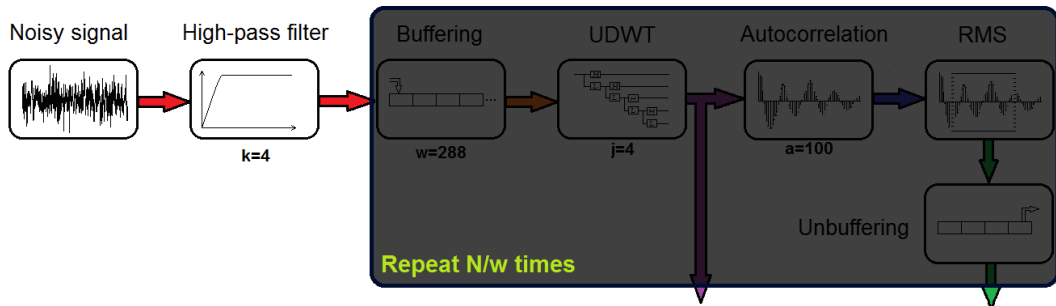 Noisy signal
High-pass filter
Buffering
UDWT
Autocorrelation
RMS
k=4
w=288
j=4
a=100
Unbuffering
Repeat N/w times